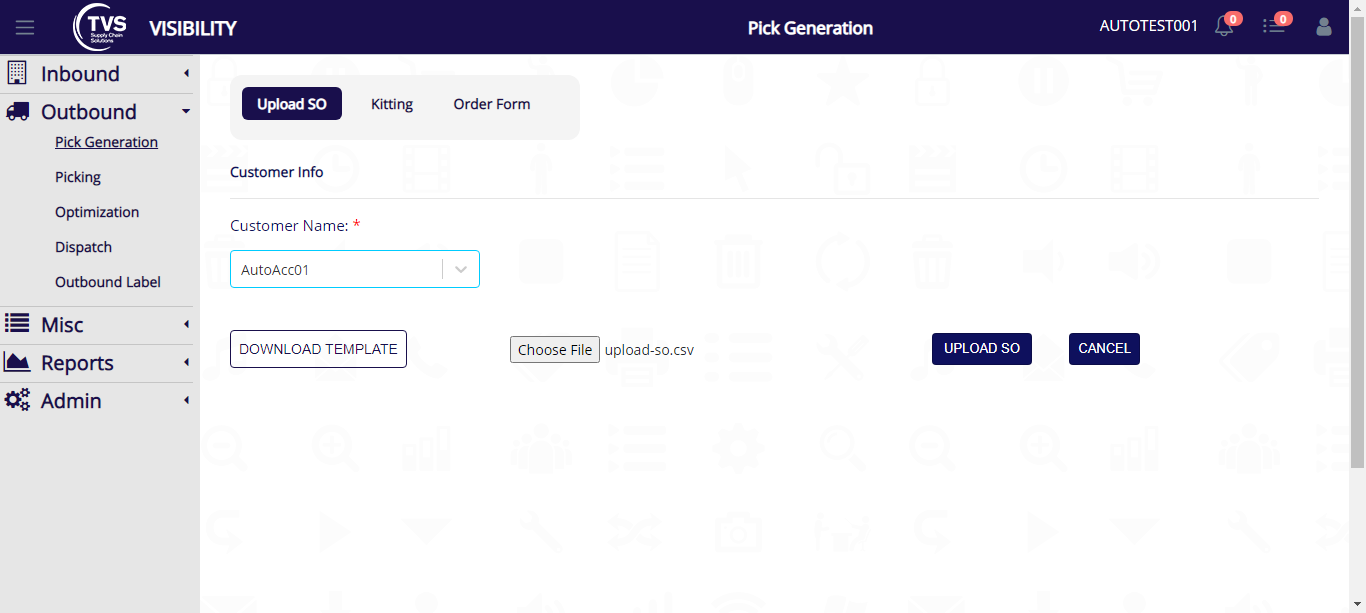 TVS
Supply Chain
Solutions
VISIBILITY
Pick Generation
AUTOTEST001
0
0
Inbound
Outbound
Pick Generation
Picking
Optimization
Dispatch
Outbound Label
Misc
Reports
Admin
Upload SO
Kitting
Order Form
Customer Info
Customer Name: *
AutoAcc01
DOWNLOAD TEMPLATE
Choose File
upload-so.csv
UPLOAD SO
CANCEL